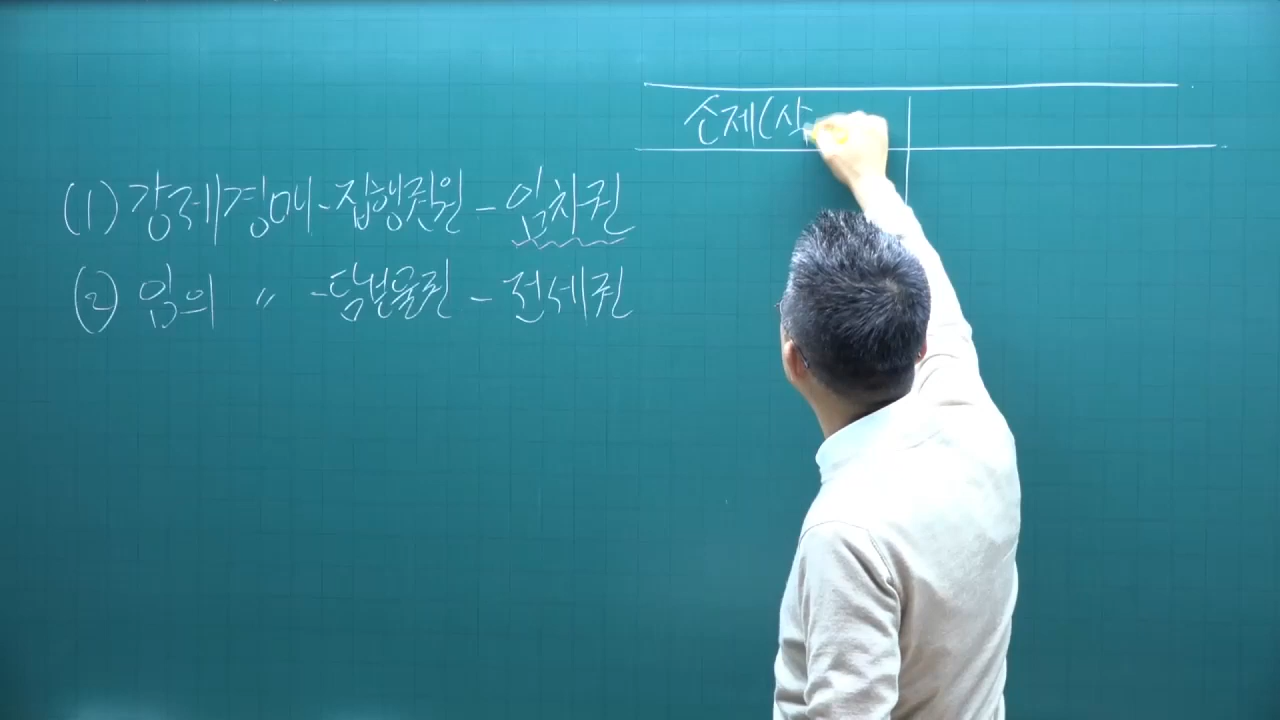 (1) 강제경매 - 집행권원 - 임차권
(2) 임의 〃 - 담보물권 - 전세권
소제(삭